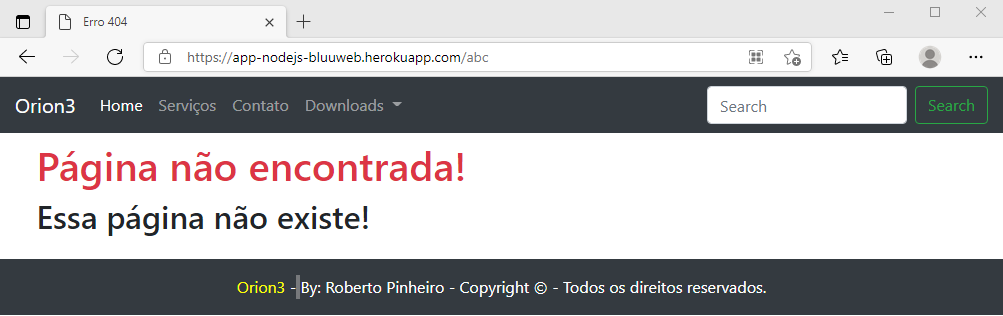 Erro 404
https://app-nodejs-bluuweb.herokuapp.com/abc
Orion3 Home Serviços Contato Downloads Search Search
Página não encontrada!
Essa página não existe!
Orion3 - By: Roberto Pinheiro - Copyright © - Todos os direitos reservados.